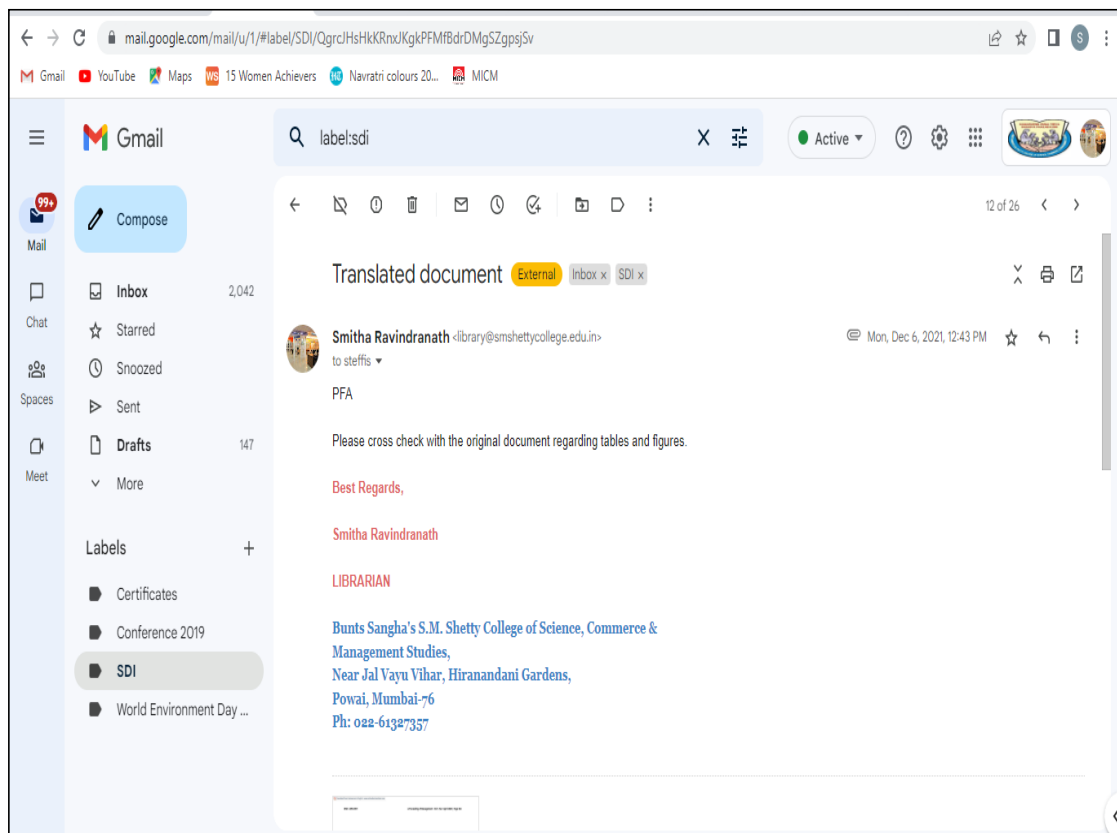 mail.google.com/mail/u/1/#label/SDI/QgrcJHsHkKRnxJKgkPFMfBdrDMgSZgpsjSv
S
Gmail YouTube Maps WS 15 Women Achievers HZ Navratri colours 20... MICM
Gmail
label:sdi
Active
99+
Mail
Compose
12 of 26
Translated document External Inbox x SDI x
Chat
Inbox 2,042
Starred
Smitha Ravindranath <library@smshettycollege.edu.in> Mon, Dec 6, 2021, 12:43 PM
to steffis
Snoozed
Spaces
Sent
PFA
Drafts 147
Please cross check with the original document regarding tables and figures.
Meet
More
Best Regards,
Smitha Ravindranath
LIBRARIAN
Labels +
Certificates
Conference 2019
SDI
World Environment Day ...
Bunts Sangha's S.M. Shetty College of Science, Commerce &
Management Studies,
Near Jal Vayu Vihar, Hiranandani Gardens,
Powai, Mumbai-76
Ph: 022-61327357